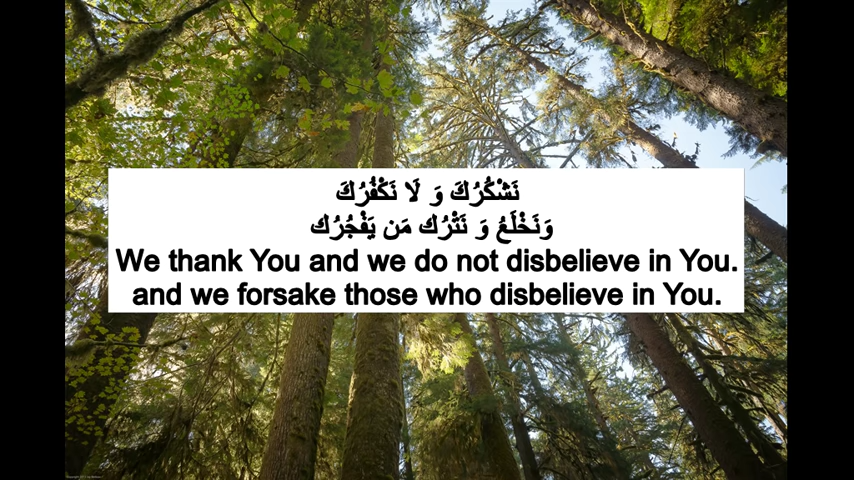 نَشْكُرُكَ وَ لَا نَكْفُرُكَ
وَنَخْلَعُ وَ نَتْرُك مَن يَفْجُرُك
We thank You and we do not disbelieve in You.
and we forsake those who disbelieve in You.